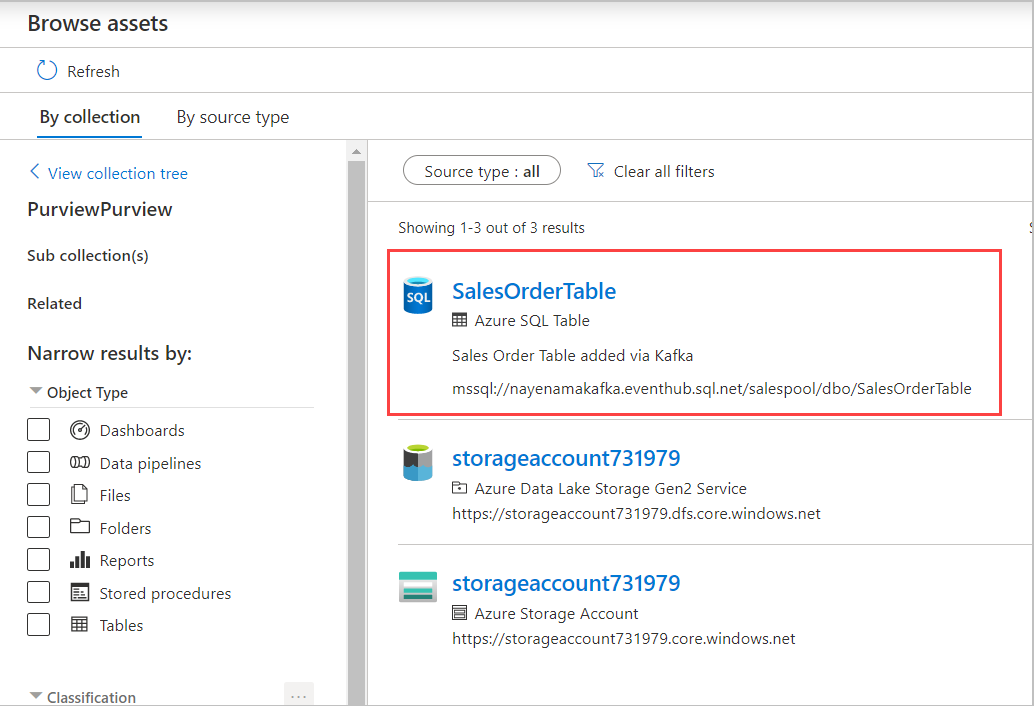 Browse assets
Refresh
By collection
By source type
View collection tree
PurviewPurview
Sub collection(s)
Related
Narrow results by:
Object Type
Dashboards
Data pipelines
Files
Folders
Reports
Stored procedures
Tables
Classification
...
Source type : all
Clear all filters
Showing 1-3 out of 3 results
SQL
SalesOrderTable
Azure SQL Table
Sales Order Table added via Kafka
mssql://nayenamakafka.eventhub.sql.net/salespool/dbo/SalesOrderTable
storageaccount731979
Azure Data Lake Storage Gen2 Service
https://storageaccount731979.dfs.core.windows.net
storageaccount731979
Azure Storage Account
https://storageaccount731979.core.windows.net